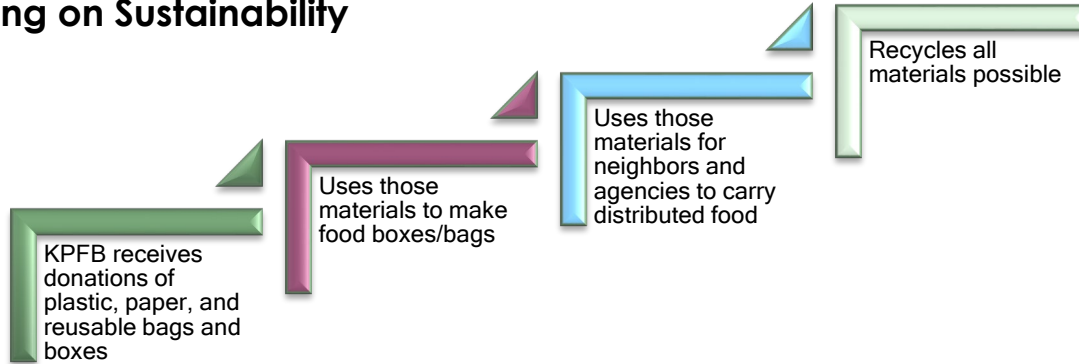 ng on Sustainability
KPFB receives
donations of
plastic, paper, and
reusable bags and
boxes
Uses those
materials to make
food boxes/bags
Uses those
materials for
neighbors and
agencies to carry
distributed food
Recycles all
materials possible